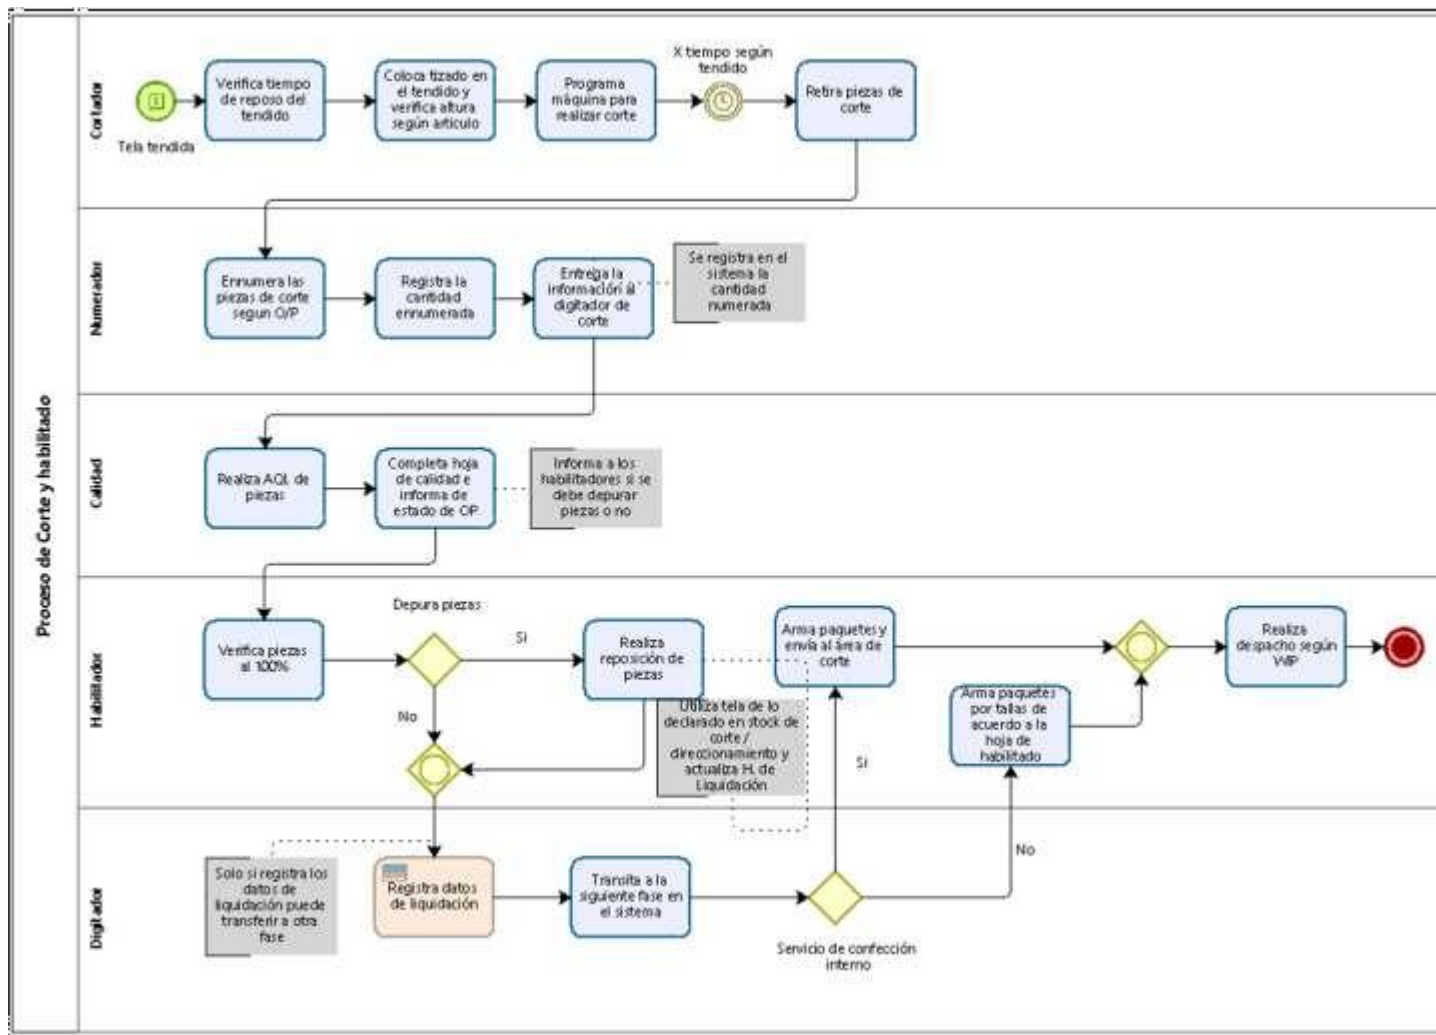 Proceso de Corte y habilitado
Cortador
Tela tendida
Verifica tiempo
de reposo del
tendido
Coloca tizado en
el tendido y
verifica altura
según articulo
Programa
máquina para
realizar corte
X tiempo según
tendido
Retira piezas de
corte
Numerador
Ennumera las
piezas de corte
segun O/P
Registra la
cantidad
ennumerada
Entrega la
información al
digitador de
corte
Se registra en el
sistema la
cantidad
numerada
Calidad
Realiza AQL de
piezas
Completa hoja
de calidad e
informa de
estado de OP
Informa a los
habilitadores si se
debe depurar
piezas o no
Habilitador
Verifica piezas
al 100%
Depura piezas
Si
No
Realiza
reposición de
piezas
Utiliza tela de lo
declarado en stock de
corte /
direccionamiento y
actualiza H. de
Liquidación
Arma paquetes y
envía al área de
corte
Si
Arma paquetes
por tallas de
acuerdo a la
hoja de
habilitado
No
Realiza
despacho según
WIP
Digitador
Solo si registra los
datos de
liquidación puede
transferir a otra
fase
Registra datos
de liquidación
Transita a la
siguiente fase en
el sistema
Servicio de confección
interno